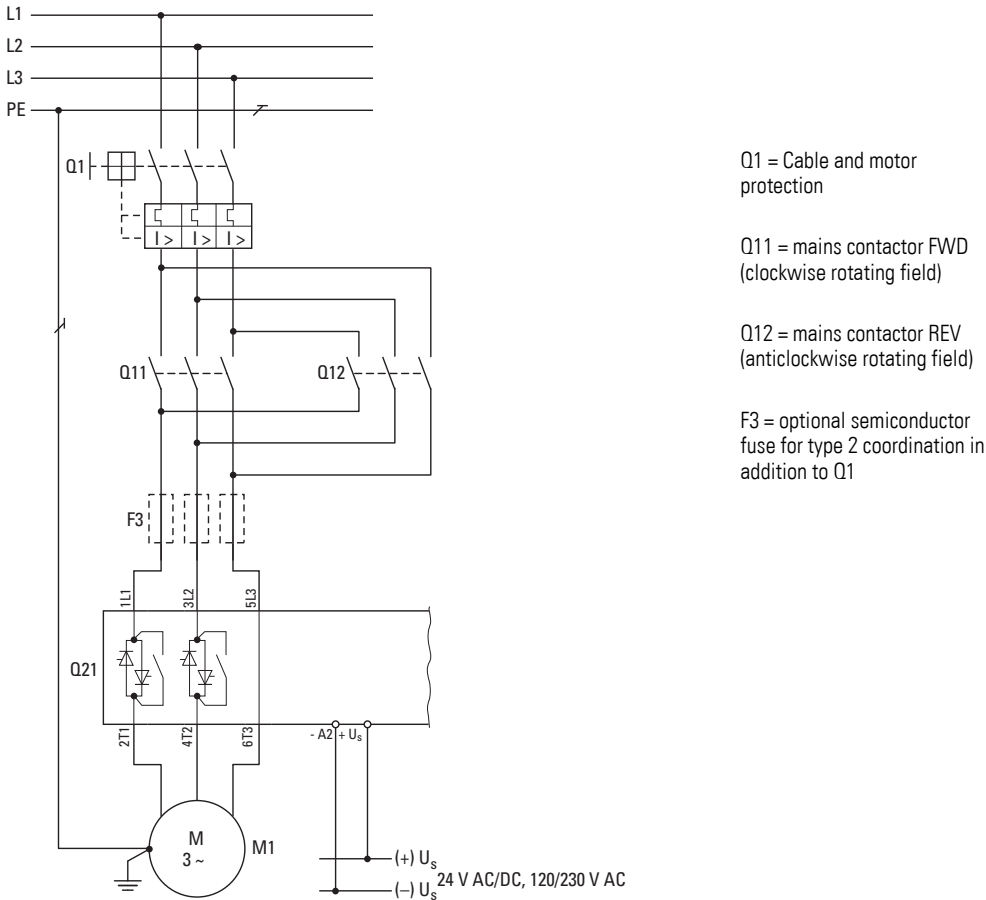 L1
L2
L3
PE
Q1
I > I > I >
Q1 = Cable and motor
protection
Q11 = mains contactor FWD
(clockwise rotating field)
Q12 = mains contactor REV
(anticlockwise rotating field)
F3 = optional semiconductor
fuse for type 2 coordination in
addition to Q1
Q11
Q12
F3
1L1 3L2 5L3
Q21
2T1 4T2 6T3
- A2 + Us
M
3 ~
M1
(+) Us
(–) Us
24 V AC/DC, 120/230 V AC